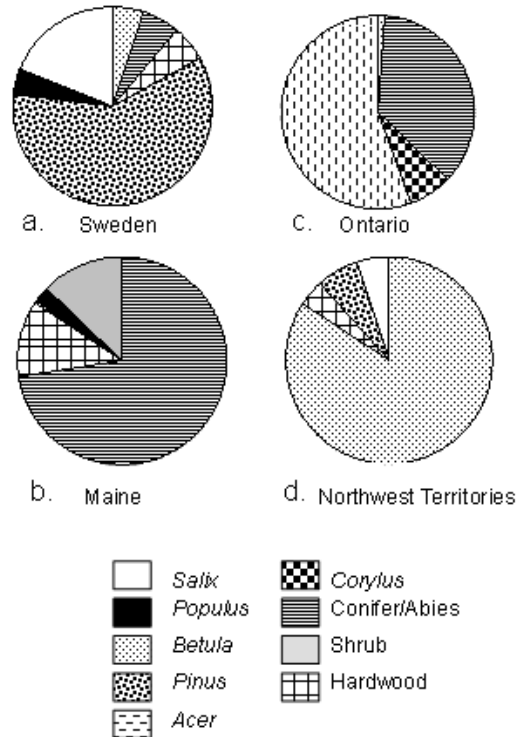 a. Sweden
c. Ontario
b. Maine
d. Northwest Territories
Salix
Corylus
Populus
Conifer/Abies
Betula
Shrub
Pinus
Hardwood
Acer